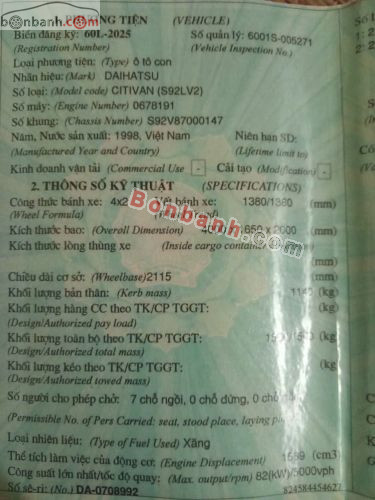 bonbanh.com
PHƯƠNG TIỆN (VEHICLE)
Biển đăng ký: 60L-2025 Số quản lý: 6001S-005271
(Registration Number) (Vehicle Inspection No.)
Loại phương tiện: (Type) ô tô con
Nhãn hiệu: (Mark) DAIHATSU
Số loại: (Model code) CITIVAN (S92LV2)
Số máy: (Engine Number) 0678191
Số khung: (Chassis Number) S92V87000147
Năm, Nước sản xuất: 1998, Việt Nam Niên hạn SD:
(Manufactured Year and Country) (Lifetime limit to)
Kinh doanh vận tải (Commercial Use - Cải tạo (Modification) -
2. THÔNG SỐ KỸ THUẬT (SPECIFICATIONS)
Công thức bánh xe: 4x2 Vết bánh xe: 1380/1380 (mm)
(Wheel Formula)
Bonbanh.com
Kích thước bao: (Overall Dimension) (mm)
Kích thước lòng thùng xe (Inside cargo container (mm)
Chiều dài cơ sở: (Wheelbase)2115 (mm)
Khối lượng bản thân: (Kerb mass) (kg)
Khối lượng hàng CC theo TK/CP TGGT: (kg)
(Design/Authorized pay load)
Khối lượng toàn bộ theo TK/CP TGGT: (kg)
(Design/Authorized total mass)
Khối lượng kéo theo TK/CP TGGT: (kg)
(Design/Authorized towed mass)
Số người cho phép chở: 7 chỗ ngồi, 0 chỗ đứng, 0 chỗ
(Permissible No. of Pers Carried: seat, stood place, laying
Loại nhiên liệu: (Type of Fuel Used) Xăng
Thể tích làm việc của động cơ: (Engine Displacement) 1589 (cm3)
Công suất lớn nhất/tốc độ quay: (Max. output/rpm) 82(kW)/5000vph
Số sê-ri: (No.) DA-0708992 824584454627